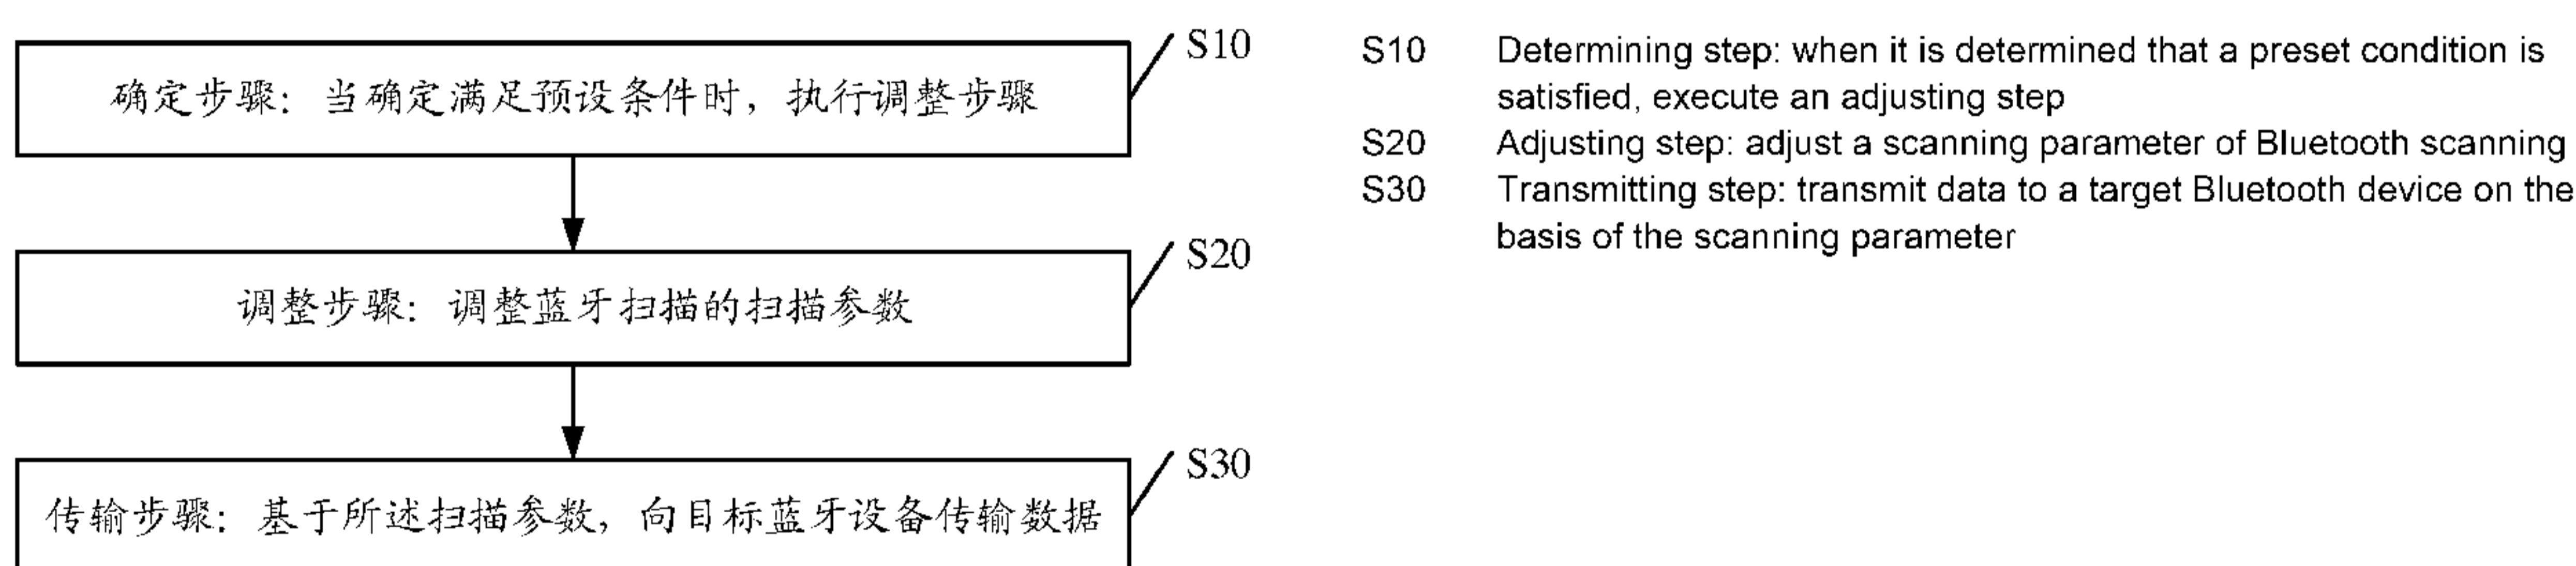 S10
确定步骤：当确定满足预设条件时，执行调整步骤
S20
调整步骤：调整蓝牙扫描的扫描参数
S30
传输步骤：基于所述扫描参数，向目标蓝牙设备传输数据
S10 Determining step: when it is determined that a preset condition is
satisfied, execute an adjusting step
S20 Adjusting step: adjust a scanning parameter of Bluetooth scanning
S30 Transmitting step: transmit data to a target Bluetooth device on the
basis of the scanning parameter